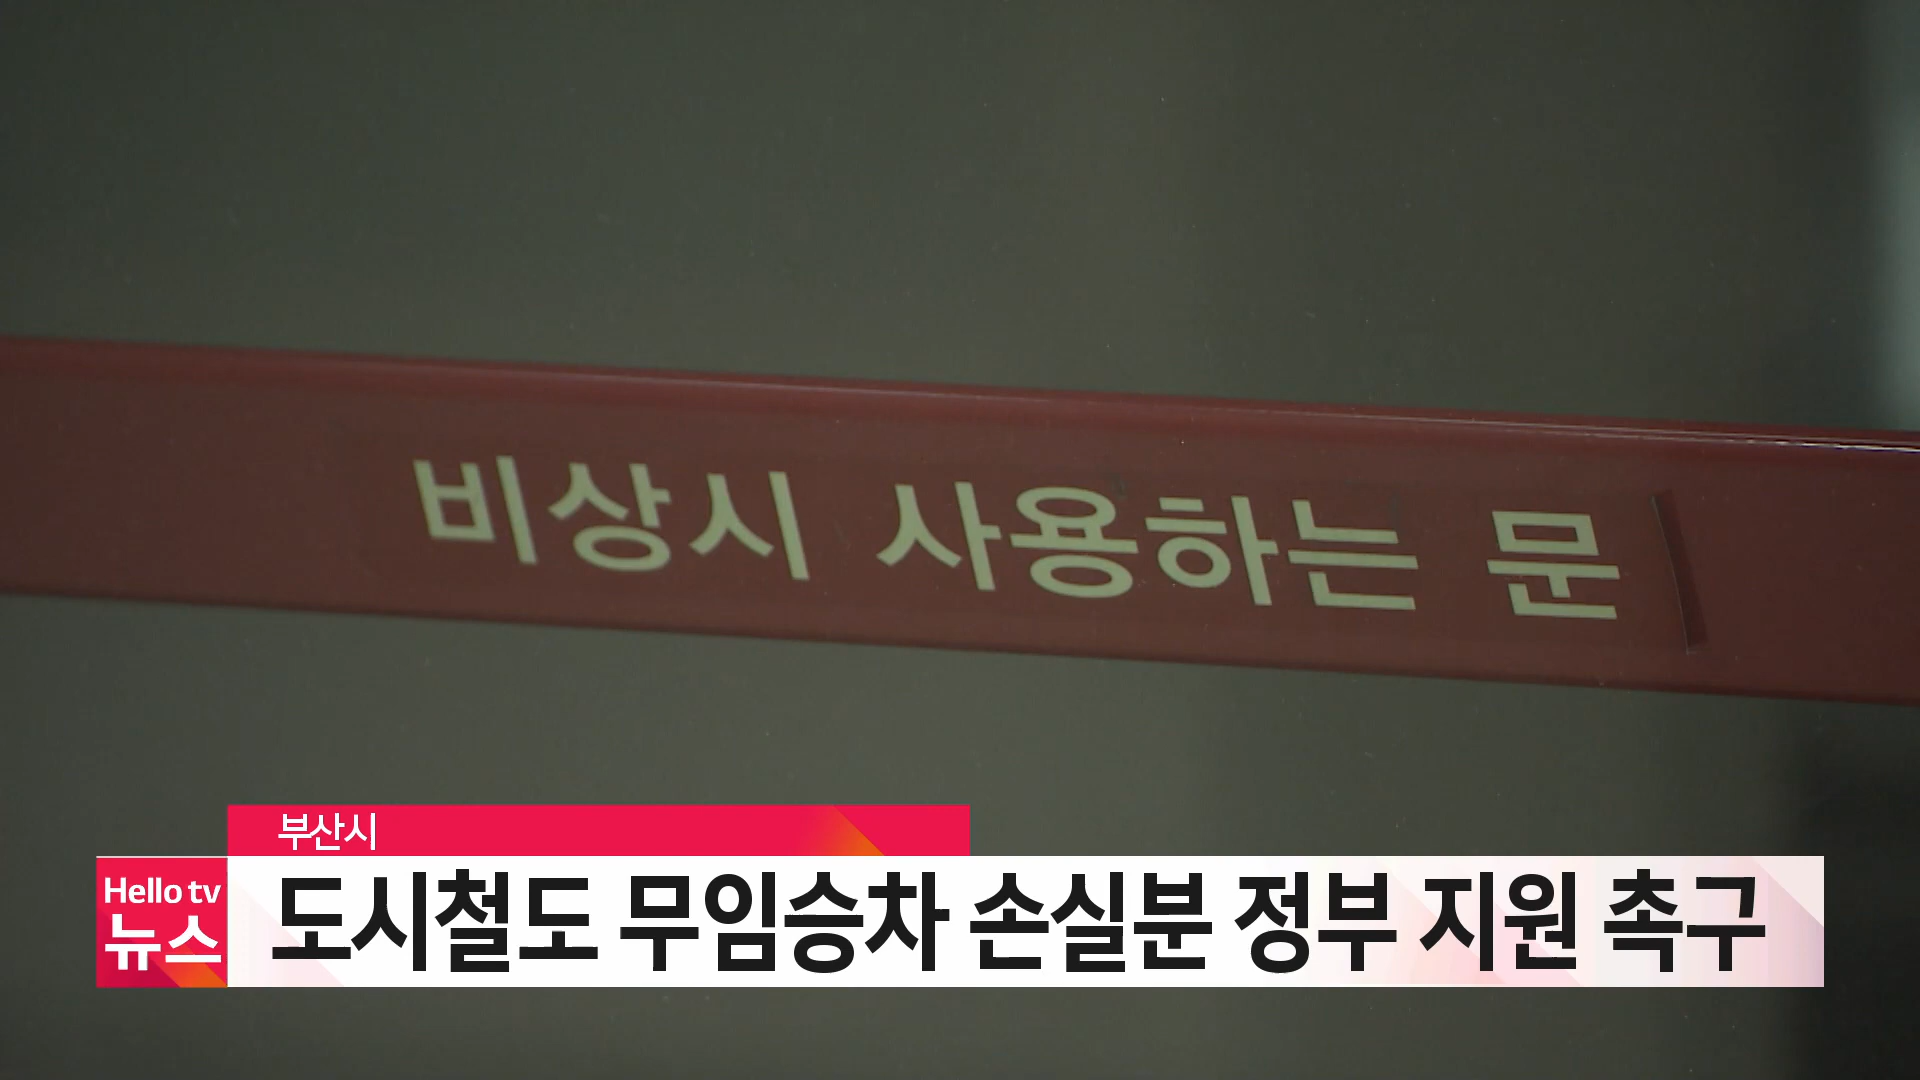 비상시 사용하는 문
부산시
Hello tv
뉴스
도시철도 무임승차 손실분 정부 지원 촉구